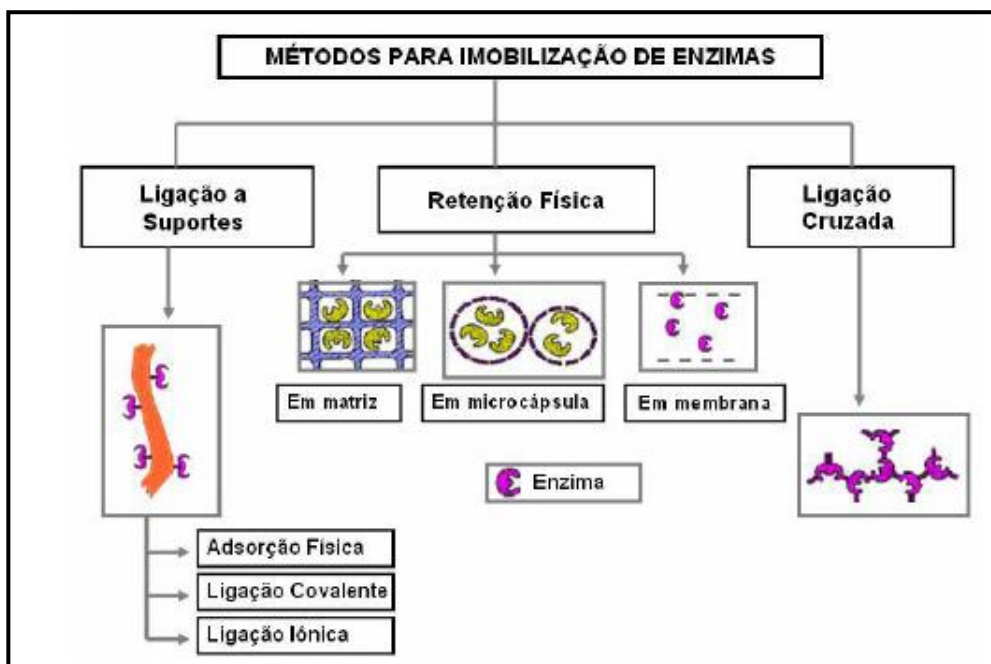 MÉTODOS PARA IMOBILIZAÇÃO DE ENZIMAS
Ligação a
Suportes
Retenção Física
Ligação
Cruzada
Em matriz
Em microcápsula
Em membrana
Enzima
Adsorção Física
Ligação Covalente
Ligação Iónica